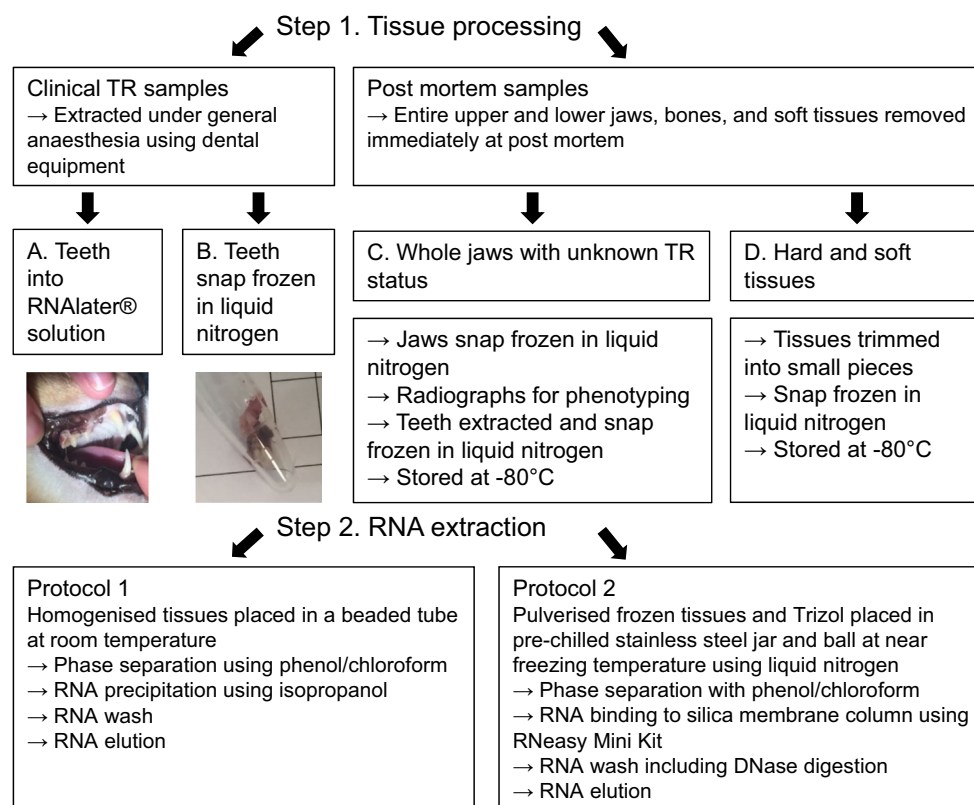 Step 1. Tissue processing
Clinical TR samples
→ Extracted under general
anaesthesia using dental
equipment
Post mortem samples
→ Entire upper and lower jaws, bones, and soft tissues removed
immediately at post mortem
A. Teeth
into
RNAlater®
solution
B. Teeth
snap frozen
in liquid
nitrogen
C. Whole jaws with unknown TR
status
D. Hard and soft
tissues
→ Jaws snap frozen in liquid
nitrogen
→ Radiographs for phenotyping
→ Teeth extracted and snap
frozen in liquid nitrogen
→ Stored at -80°C
→ Tissues trimmed
into small pieces
→ Snap frozen in
liquid nitrogen
→ Stored at -80°C
Step 2. RNA extraction
Protocol 1
Homogenised tissues placed in a beaded tube
at room temperature
→ Phase separation using phenol/chloroform
→ RNA precipitation using isopropanol
→ RNA wash
→ RNA elution
Protocol 2
Pulverised frozen tissues and Trizol placed in
pre-chilled stainless steel jar and ball at near
freezing temperature using liquid nitrogen
→ Phase separation with phenol/chloroform
→ RNA binding to silica membrane column using
RNeasy Mini Kit
→ RNA wash including DNase digestion
→ RNA elution